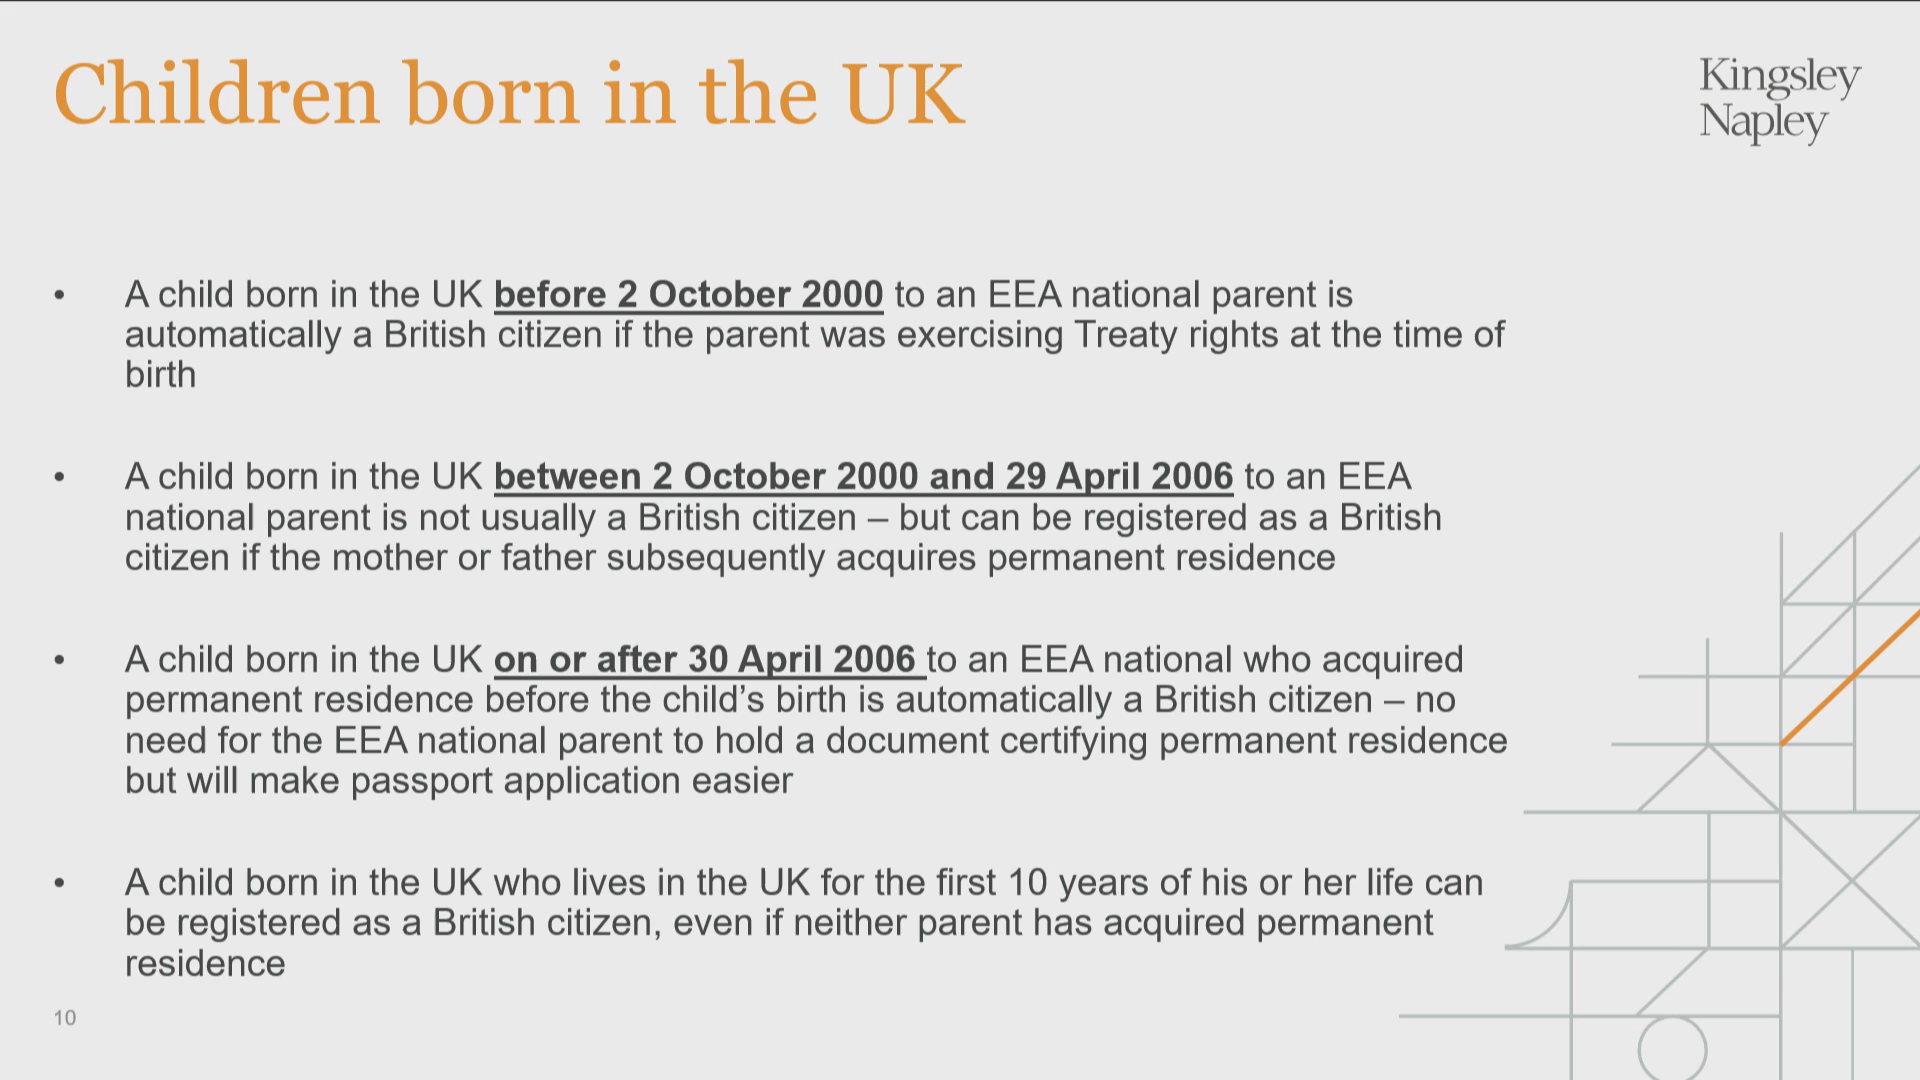 Children born in the UK
Kingsley
Napley
• A child born in the UK before 2 October 2000 to an EEA national parent is
automatically a British citizen if the parent was exercising Treaty rights at the time of
birth
• A child born in the UK between 2 October 2000 and 29 April 2006 to an EEA
national parent is not usually a British citizen – but can be registered as a British
citizen if the mother or father subsequently acquires permanent residence
• A child born in the UK on or after 30 April 2006 to an EEA national who acquired
permanent residence before the child’s birth is automatically a British citizen – no
need for the EEA national parent to hold a document certifying permanent residence
but will make passport application easier
• A child born in the UK who lives in the UK for the first 10 years of his or her life can
be registered as a British citizen, even if neither parent has acquired permanent
residence
10